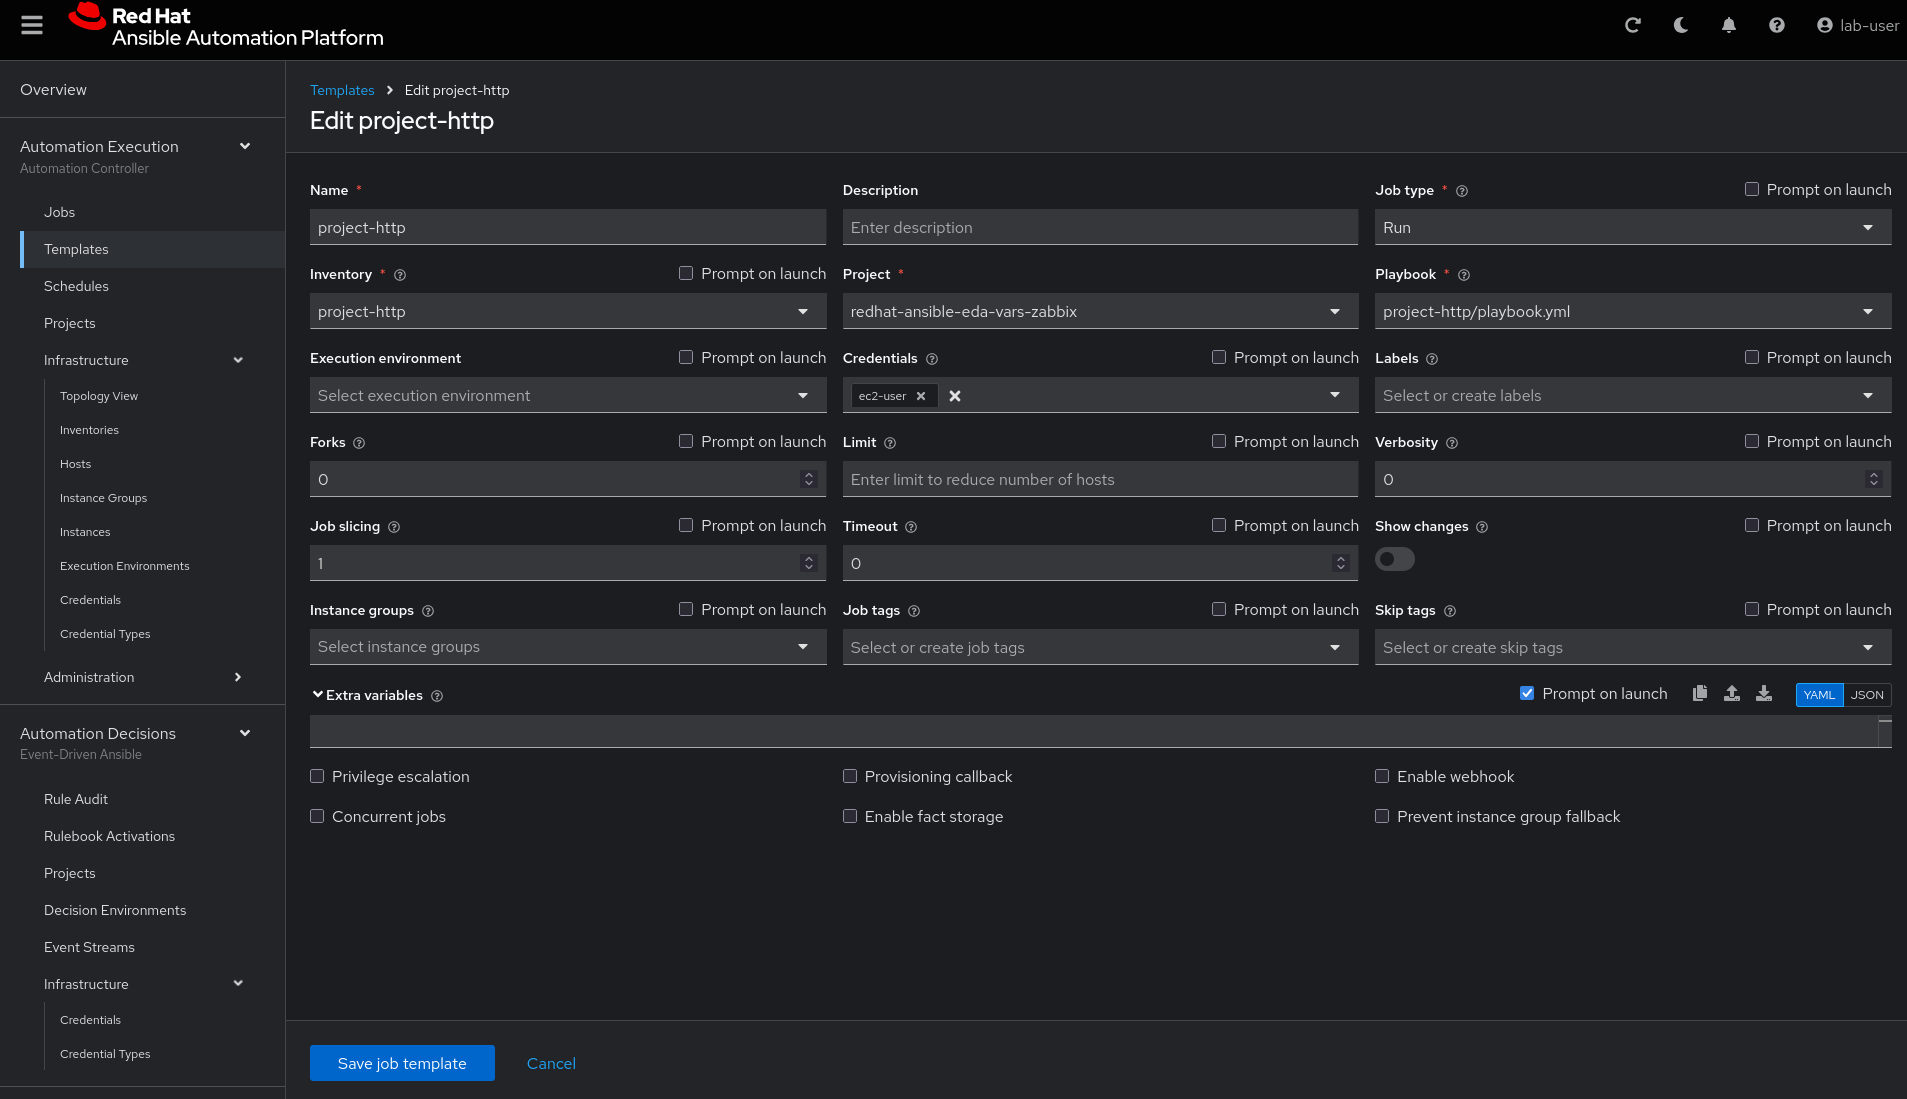 Red Hat
Ansible Automation Platform
lab-user
Overview
Automation Execution
Automation Controller
Jobs
Templates
Schedules
Projects
Infrastructure
Topology View
Inventories
Hosts
Instance Groups
Instances
Execution Environments
Credentials
Credential Types
Administration
Automation Decisions
Event-Driven Ansible
Rule Audit
Rulebook Activations
Projects
Decision Environments
Event Streams
Infrastructure
Credentials
Credential Types
Templates > Edit project-http
Edit project-http
Name *
project-http
Description
Enter description
Job type * Prompt on launch
Run
Inventory * Prompt on launch
project-http
Project *
redhat-ansible-eda-vars-zabbix
Playbook *
project-http/playbook.yml
Execution environment Prompt on launch
Select execution environment
Credentials Prompt on launch
ec2-user
Labels Prompt on launch
Select or create labels
Forks Prompt on launch
0
Limit Prompt on launch
Enter limit to reduce number of hosts
Verbosity Prompt on launch
0
Job slicing Prompt on launch
1
Timeout Prompt on launch
0
Show changes Prompt on launch
Instance groups Prompt on launch
Select instance groups
Job tags Prompt on launch
Select or create job tags
Skip tags Prompt on launch
Select or create skip tags
Extra variables Prompt on launch YAML JSON
Privilege escalation
Provisioning callback
Enable webhook
Concurrent jobs
Enable fact storage
Prevent instance group fallback
Save job template
Cancel